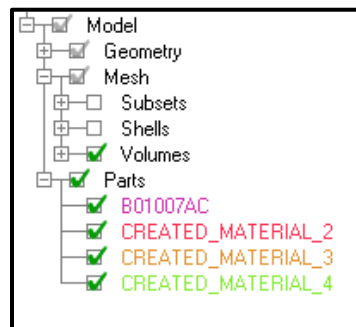 Model
Geometry
Mesh
Subsets
Shells
Volumes
Parts
B01007AC
CREATED_MATERIAL_2
CREATED_MATERIAL_3
CREATED_MATERIAL_4